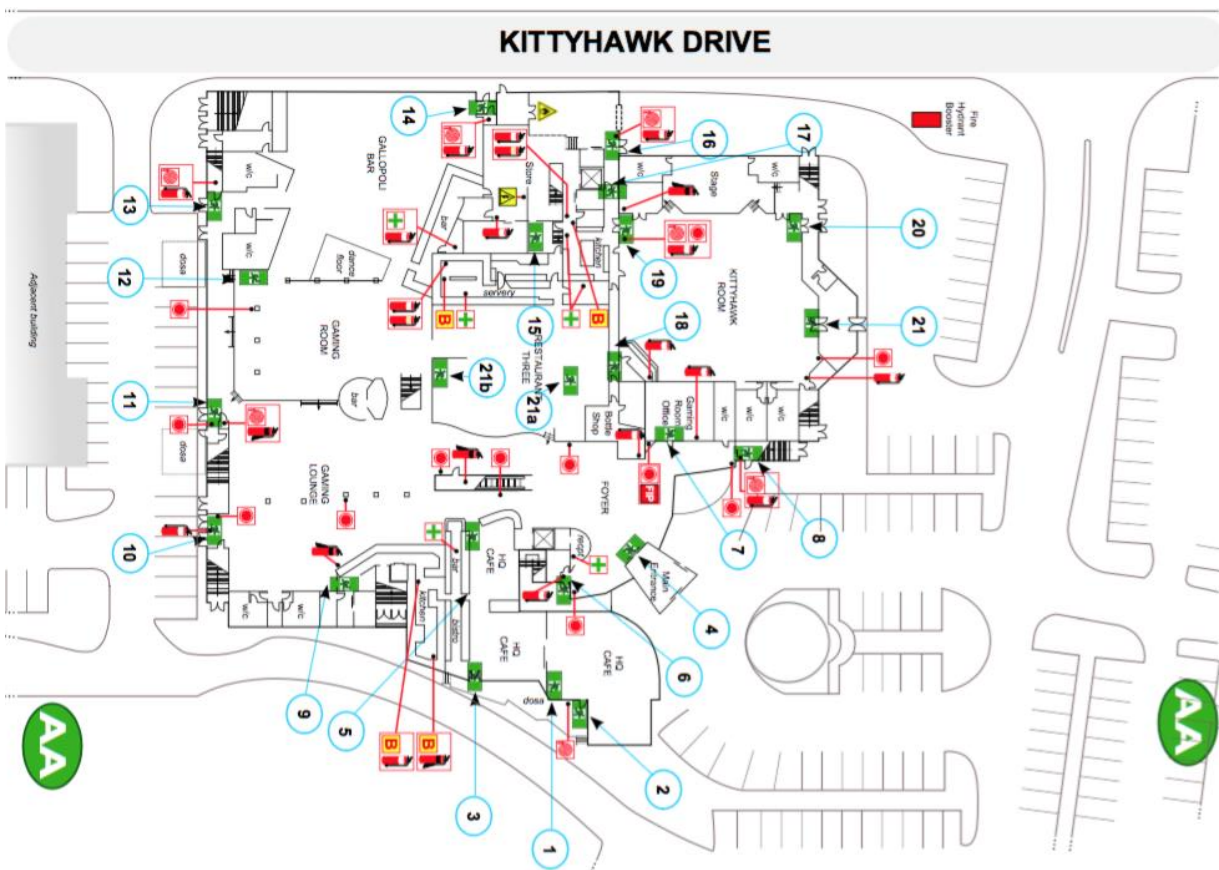 KITTYHAWK DRIVE
Fire
Hydrant
Booster
14
16
17
13
20
12
19
21
15
18
11
21b
21a
10
7
8
9
5
6
4
3
1
2
GALLOPOLI
BAR
Store
w/c
Stage
w/c
w/c
w/c
bar
dance
floor
dosa
kitchen
servery
KITTYHAWK
ROOM
GAMING
ROOM
RESTAURANT
THREE
bar
Bottle
Shop
Gaming
Room
Office
w/c
w/c
w/c
dosa
GAMING
LOUNGE
FOYER
FIP
HQ
CAFE
recpt
Main
Entrance
bar
bistro
kitchen
w/c
w/c
HQ
CAFE
HQ
CAFE
dosa
B
B
B
B
Adjacent building
AA
AA